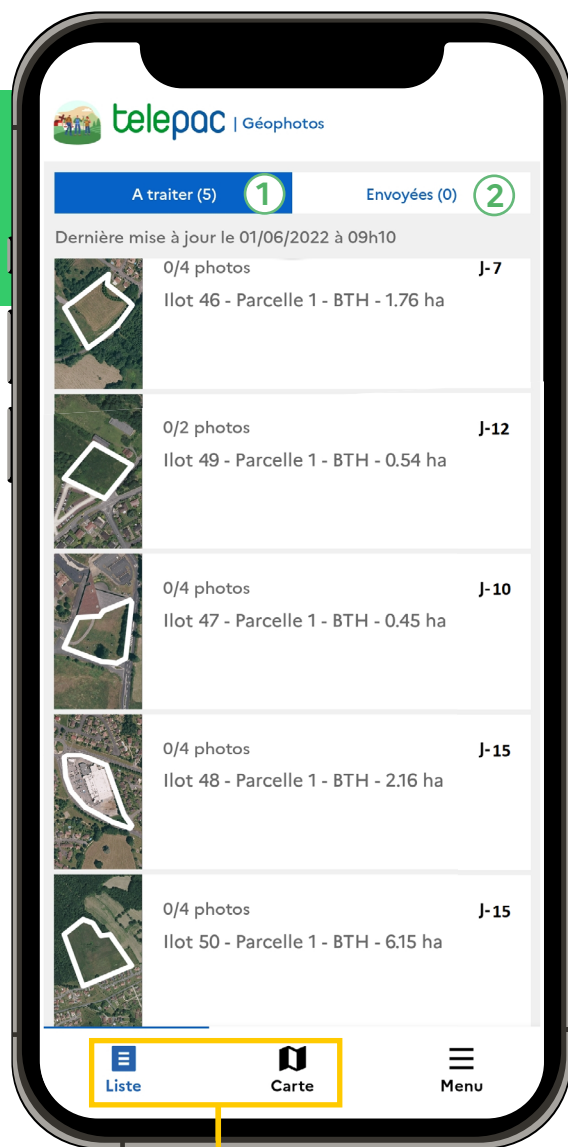 telepac | Géophotos
A traiter (5) 1 Envoyées (0) 2
Dernière mise à jour le 01/06/2022 à 09h10
0/4 photos J-7
Ilot 46 - Parcelle 1 - BTH - 1.76 ha
0/2 photos J-12
Ilot 49 - Parcelle 1 - BTH - 0.54 ha
0/4 photos J-10
Ilot 47 - Parcelle 1 - BTH - 0.45 ha
0/4 photos J-15
Ilot 48 - Parcelle 1 - BTH - 2.16 ha
0/4 photos J-15
Ilot 50 - Parcelle 1 - BTH - 6.15 ha
Liste Carte Menu